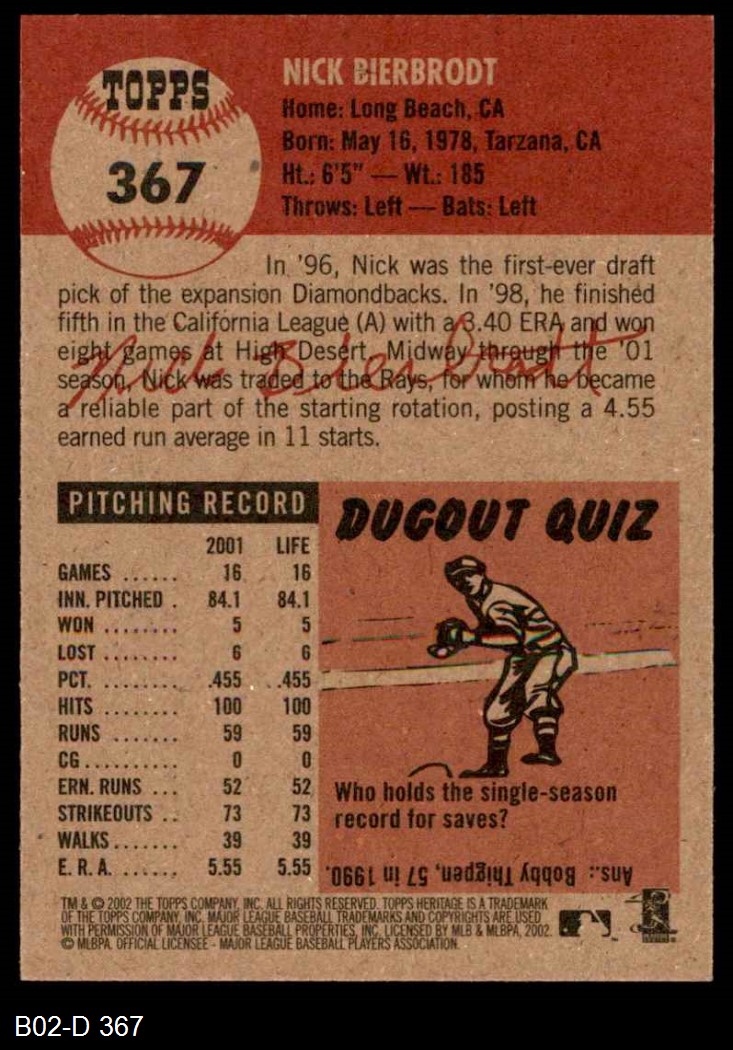 TOPPS
367
NICK BIERBRODT
Home: Long Beach, CA
Born: May 16, 1978, Tarzana, CA
Ht.: 6'5" — Wt.: 185
Throws: Left — Bats: Left
In '96, Nick was the first-ever draft
pick of the expansion Diamondbacks. In '98, he finished
fifth in the California League (A) with a 3.40 ERA and won
eight games at High Desert. Midway through the '01
season, Nick was traded to the Rays, for whom he became
a reliable part of the starting rotation, posting a 4.55
earned run average in 11 starts.
Nick Bierbrodt
PITCHING RECORD
2001 LIFE
GAMES ...... 16 16
INN. PITCHED . 84.1 84.1
WON ........ 5 5
LOST ........ 6 6
PCT. ........ .455 .455
HITS ....... 100 100
RUNS ....... 59 59
CG.......... 0 0
ERN. RUNS ... 52 52
STRIKEOUTS .. 73 73
WALKS....... 39 39
E. R. A. ...... 5.55 5.55
DUGOUT QUIZ
Who holds the single-season
record for saves?
Ans.: Bobby Thigpen, 57 in 1990.
TM & © 2002 THE TOPPS COMPANY, INC. ALL RIGHTS RESERVED. TOPPS HERITAGE IS A TRADEMARK
OF THE TOPPS COMPANY, INC. MAJOR LEAGUE BASEBALL TRADEMARKS AND COPYRIGHTS ARE USED
WITH PERMISSION OF MAJOR LEAGUE BASEBALL PROPERTIES, INC. LICENSED BY MLB & MLBPA, 2002.
© MLBPA. OFFICIAL LICENSEE - MAJOR LEAGUE BASEBALL PLAYERS ASSOCIATION.
B02-D 367